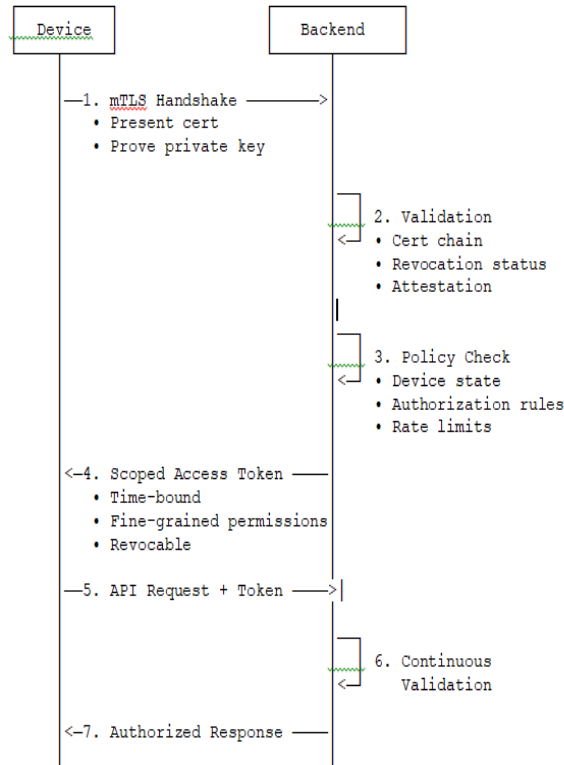 Device
Backend
1. mTLS Handshake
• Present cert
• Prove private key
2. Validation
• Cert chain
• Revocation status
• Attestation
3. Policy Check
• Device state
• Authorization rules
• Rate limits
4. Scoped Access Token
• Time-bound
• Fine-grained permissions
• Revocable
5. API Request + Token
6. Continuous
Validation
7. Authorized Response